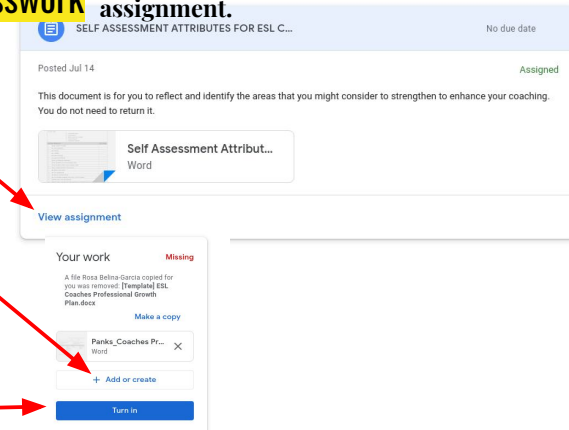 assignment.
SELF ASSESSMENT ATTRIBUTES FOR ESL C...
No due date
Posted Jul 14
Assigned
This document is for you to reflect and identify the areas that you might consider to strengthen to enhance your coaching.
You do not need to return it.
Self Assessment Attribut...
Word
View assignment
Your work
Missing
A file Rosa Belina-Garcia copied for
you was removed: [Template] ESL
Coaches Professional Growth
Plan.docx
Make a copy
Panks_Coaches Pr...
Word
+ Add or create
Turn in